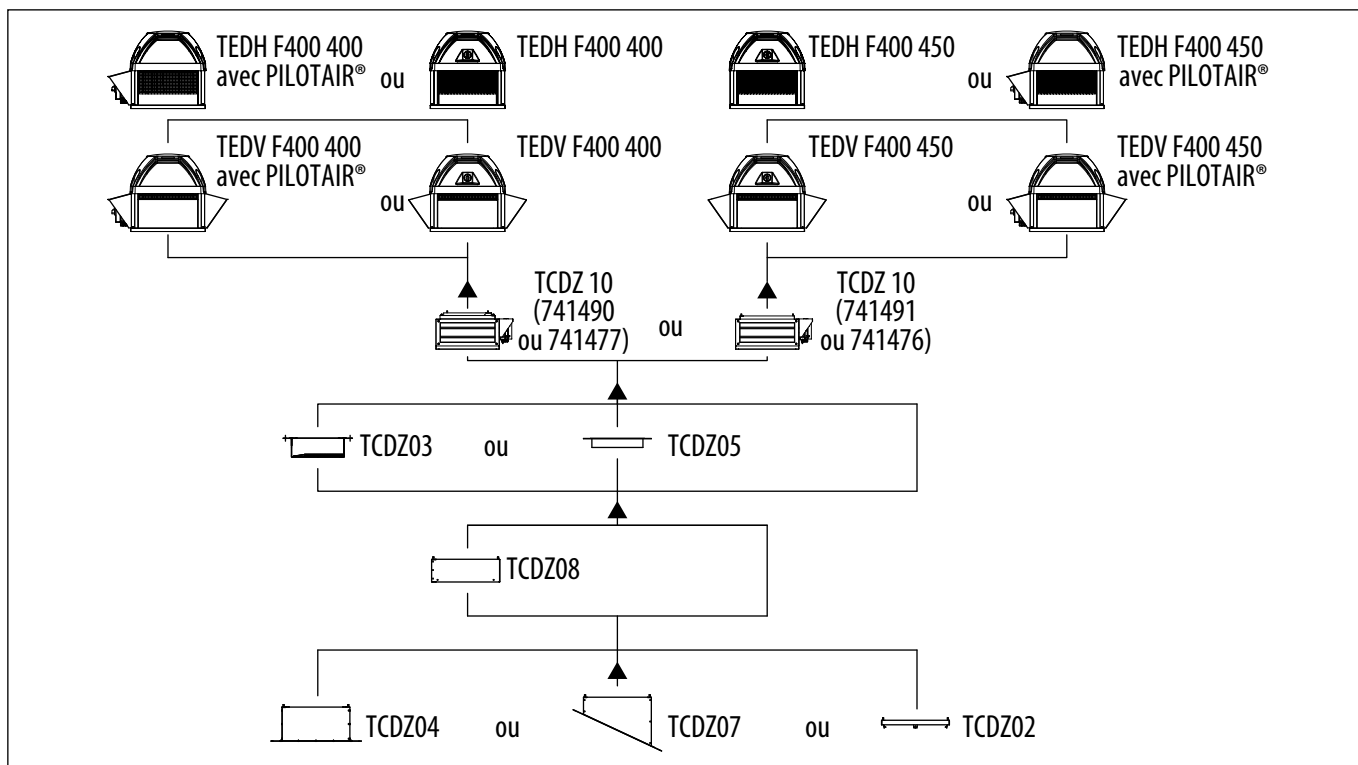 TEDH F400 400
avec PILOTAIR®
ou
TEDH F400 400
TEDH F400 450
ou
TEDH F400 450
avec PILOTAIR®
TEDV F400 400
avec PILOTAIR®
ou
TEDV F400 400
TEDV F400 450
ou
TEDV F400 450
avec PILOTAIR®
TCDZ 10
(741490
ou 741477)
ou
TCDZ 10
(741491
ou 741476)
TCDZ03
ou
TCDZ05
TCDZ08
TCDZ04
ou
TCDZ07
ou
TCDZ02